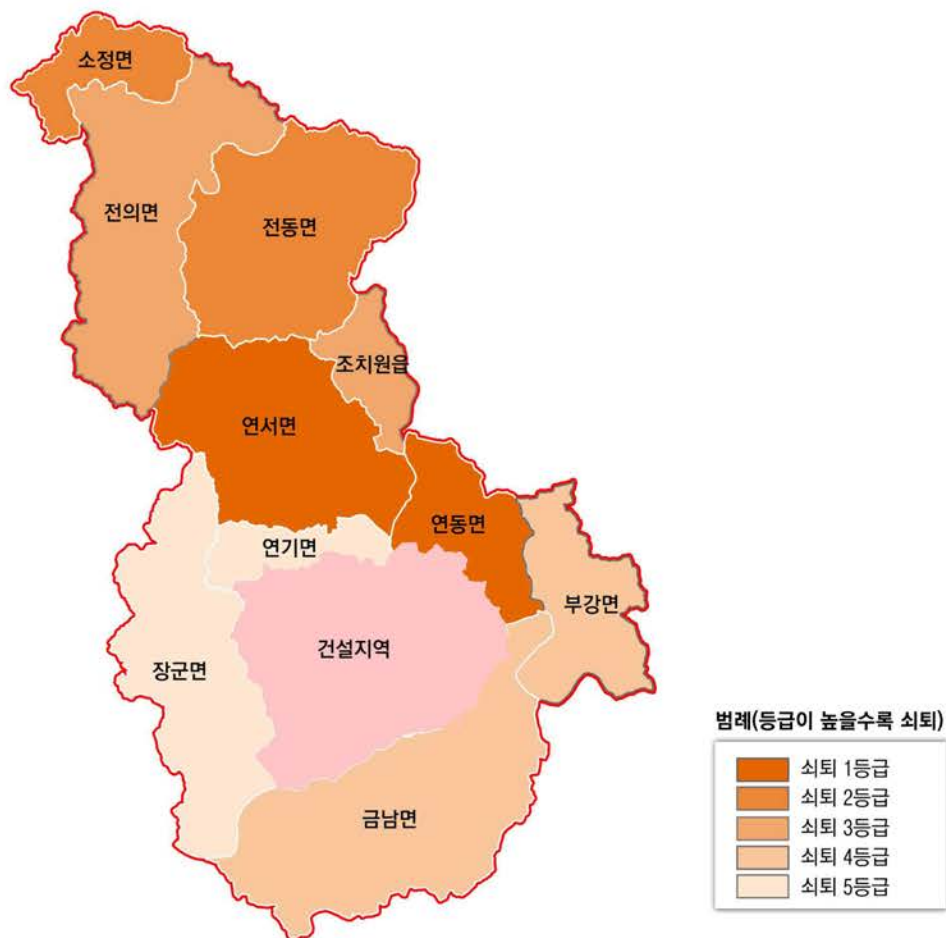 소정면
전의면
전동면
조치원읍
연서면
연동면
연기면
부강면
건설지역
장군면
금남면
범례(등급이 높을수록 쇠퇴)
쇠퇴 1등급
쇠퇴 2등급
쇠퇴 3등급
쇠퇴 4등급
쇠퇴 5등급